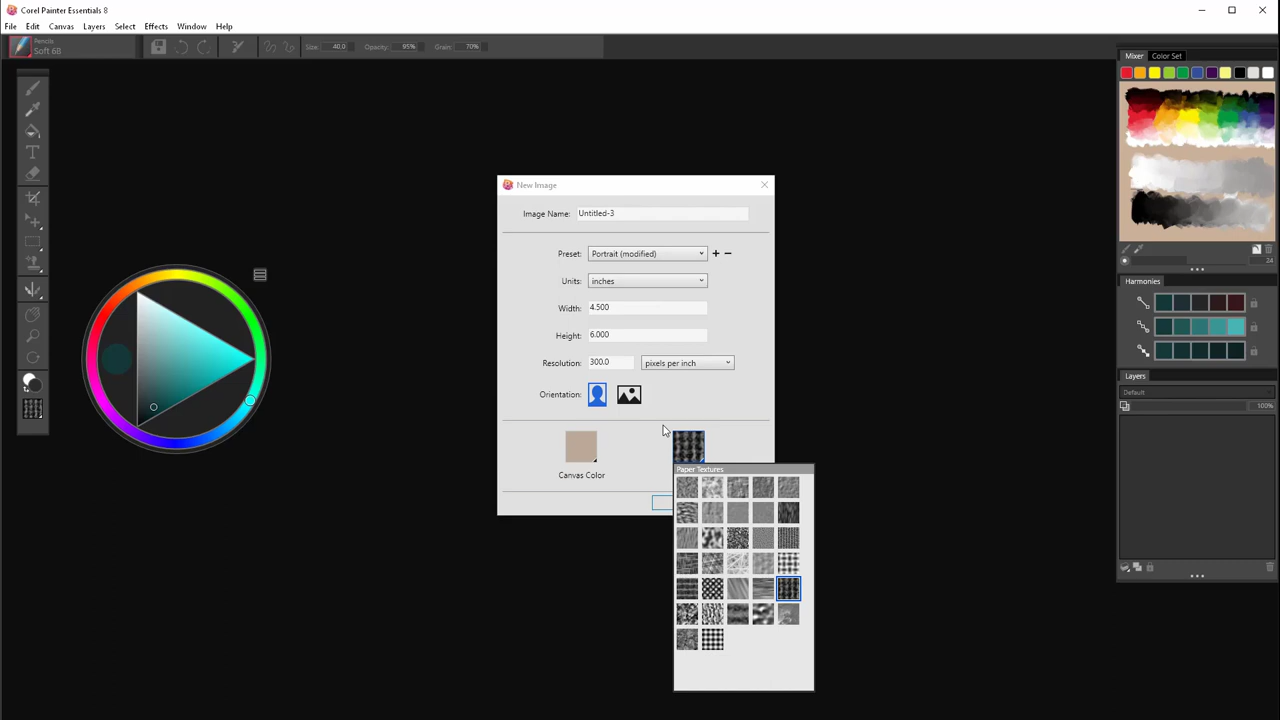 Corel Painter Essentials 8
File Edit Canvas Layers Select Effects Window Help
Pencils
Soft 6B
Size: 40.0 Opacity: 95% Grain: 70%
Mixer Color Set
24
Harmonies
Layers
Default
100%
New Image
Image Name: Untitled-3
Preset: Portrait (modified)
Units: inches
Width: 4.500
Height: 6.000
Resolution: 300.0 pixels per inch
Orientation:
Canvas Color
Paper Textures